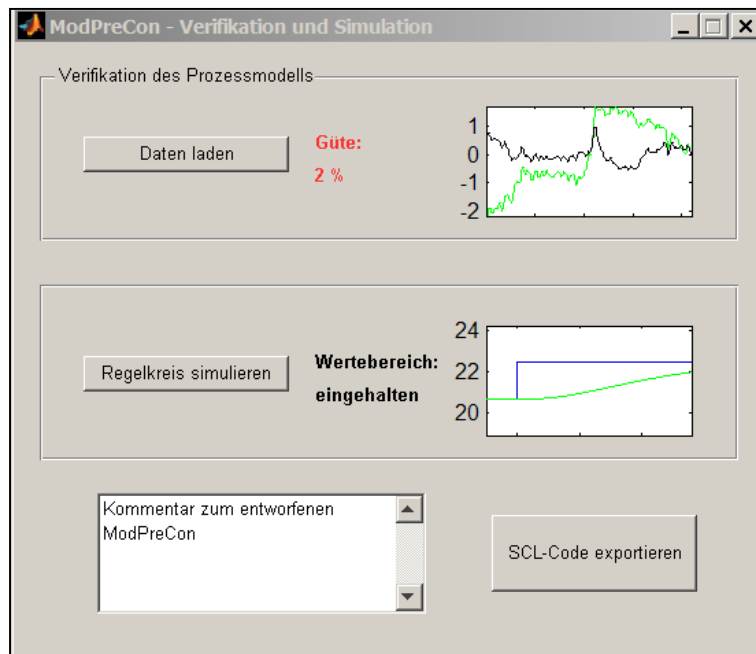 ModPreCon - Verifikation und Simulation
Verifikation des Prozessmodells
Daten laden
Güte:
2 %
1
0
-1
-2
Regelkreis simulieren
Wertebereich:
eingehalten
24
22
20
Kommentar zum entworfenen
ModPreCon
SCL-Code exportieren